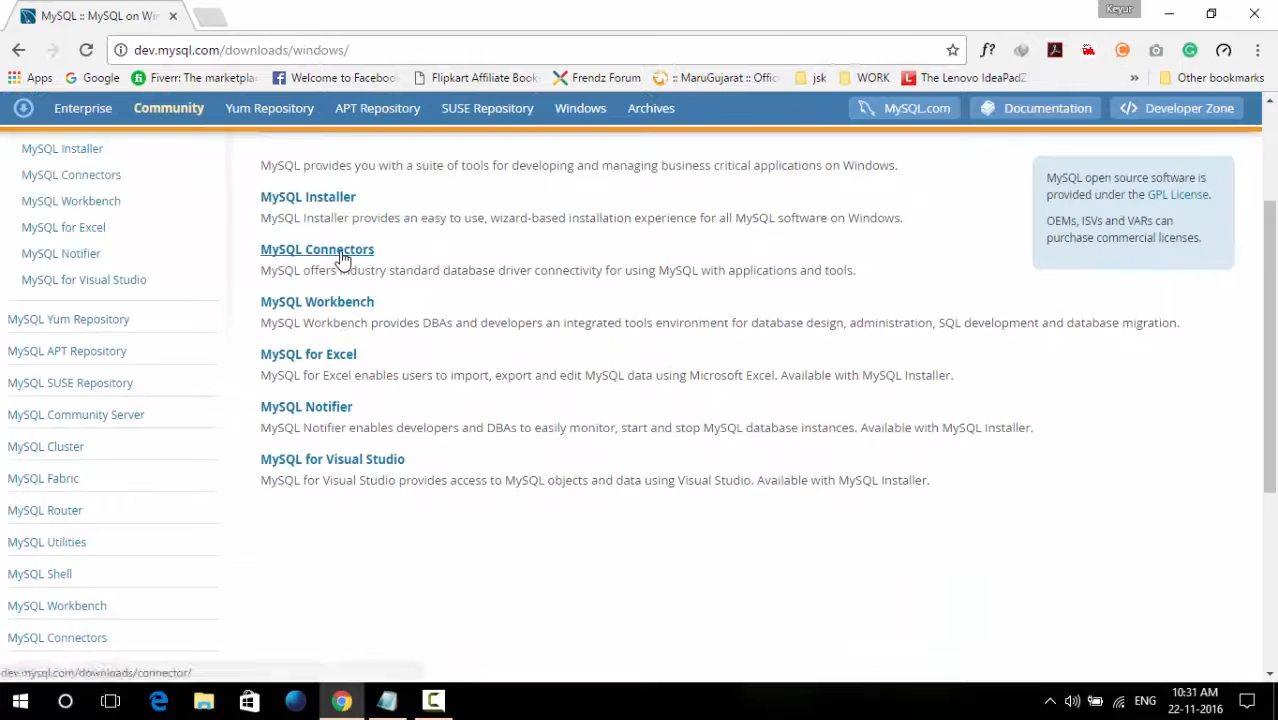 MySQL :: MySQL on Wir
Keyur
dev.mysql.com/downloads/windows/
f?
Apps
Google
Fiverr: The marketpla
Welcome to Faceboo
Flipkart Affiliate Book
Frendz Forum
:: MaruGujarat :: Offic
jsk
WORK
The Lenovo IdeaPadZ
»
Other bookmarks
Enterprise
Community
Yum Repository
APT Repository
SUSE Repository
Windows
Archives
MySQL.com
Documentation
Developer Zone
MySQL Installer
MySQL Connectors
MySQL Workbench
MySQL for Excel
MySQL Notifier
MySQL for Visual Studio
MySQL Yum Repository
MySQL APT Repository
MySQL SUSE Repository
MySQL Community Server
MySQL Cluster
MySQL Fabric
MySQL Router
MySQL Utilities
MySQL Shell
MySQL Workbench
MySQL Connectors
MySQL provides you with a suite of tools for developing and managing business critical applications on Windows.
MySQL Installer
MySQL Installer provides an easy to use, wizard-based installation experience for all MySQL software on Windows.
MySQL Connectors
MySQL offers industry standard database driver connectivity for using MySQL with applications and tools.
MySQL Workbench
MySQL Workbench provides DBAs and developers an integrated tools environment for database design, administration, SQL development and database migration.
MySQL for Excel
MySQL for Excel enables users to import, export and edit MySQL data using Microsoft Excel. Available with MySQL Installer.
MySQL Notifier
MySQL Notifier enables developers and DBAs to easily monitor, start and stop MySQL database instances. Available with MySQL Installer.
MySQL for Visual Studio
MySQL for Visual Studio provides access to MySQL objects and data using Visual Studio. Available with MySQL Installer.
MySQL open source software is
provided under the GPL License.
OEMs, ISVs and VARs can
purchase commercial licenses.
dev.mysql.com/downloads/connector/
ENG
10:31 AM
22-11-2016